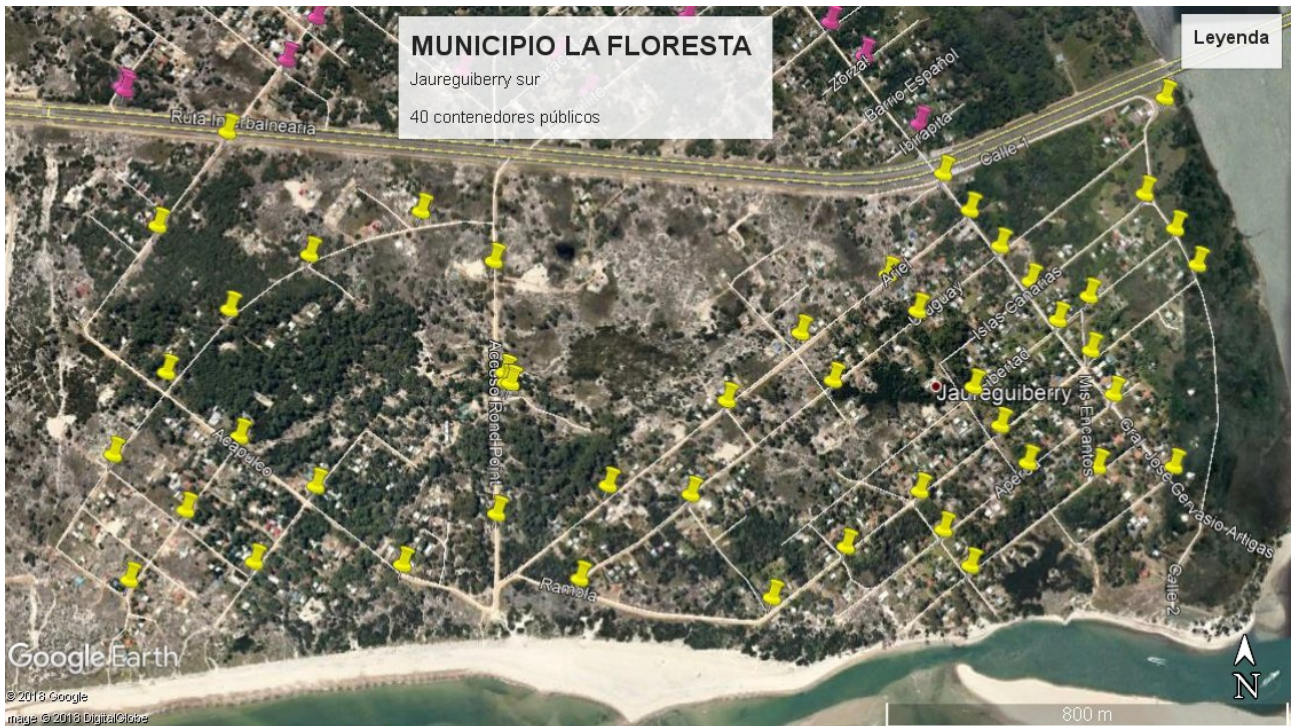 MUNICIPIO LA FLORESTA
Jaureguiberry sur
40 contenedores públicos
Leyenda
Zorzal
Barrio Español
Ibirapita
Calle 1
Ruta Interbalnearia
Ariel
Uruguay
Islas Canarias
Libertad
Jaureguiberry
Mis Encantos
Gral José Gervasio Artigas
Acceso Rond Point
Acapulco
Rambla
Calle 2
Google Earth
© 2018 Google
Image © 2018 DigitalGlobe
N
800 m